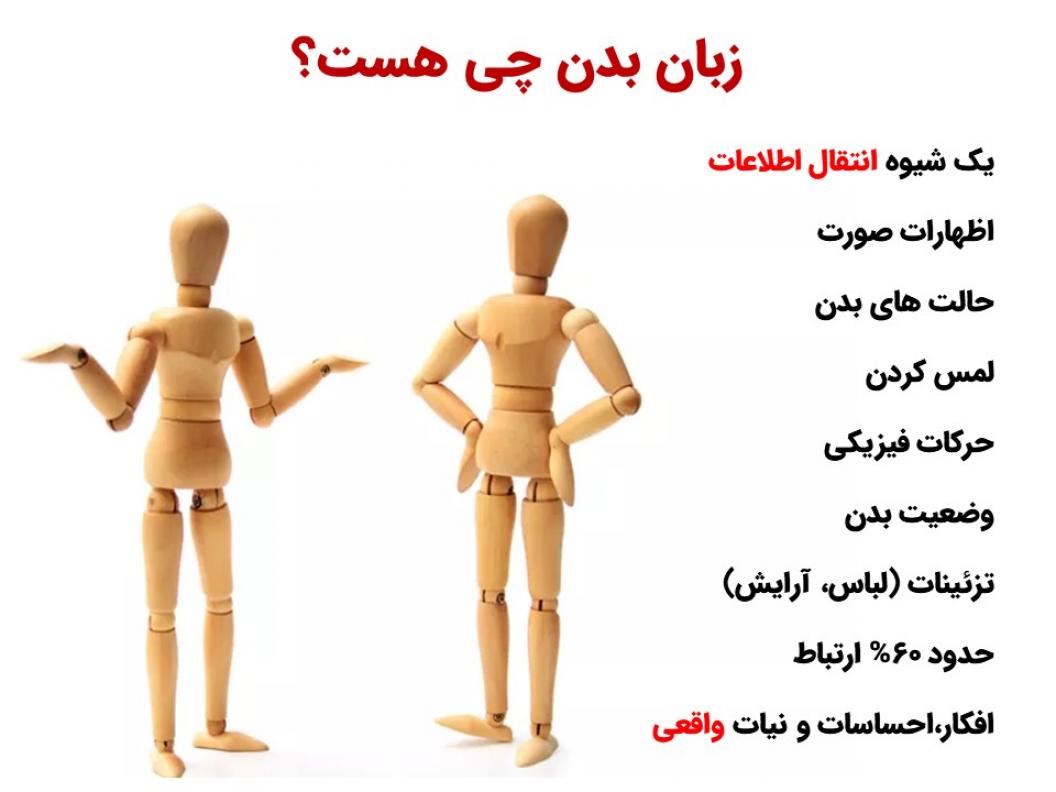 زبان بدن چی هست؟
یک شیوه انتقال اطلاعات
اظهارات صورت
حالت های بدن
لمس کردن
حرکات فیزیکی
وضعیت بدن
تزئینات (لباس، آرایش)
حدود ۶۰% ارتباط
افکار،احساسات و نیات واقعی